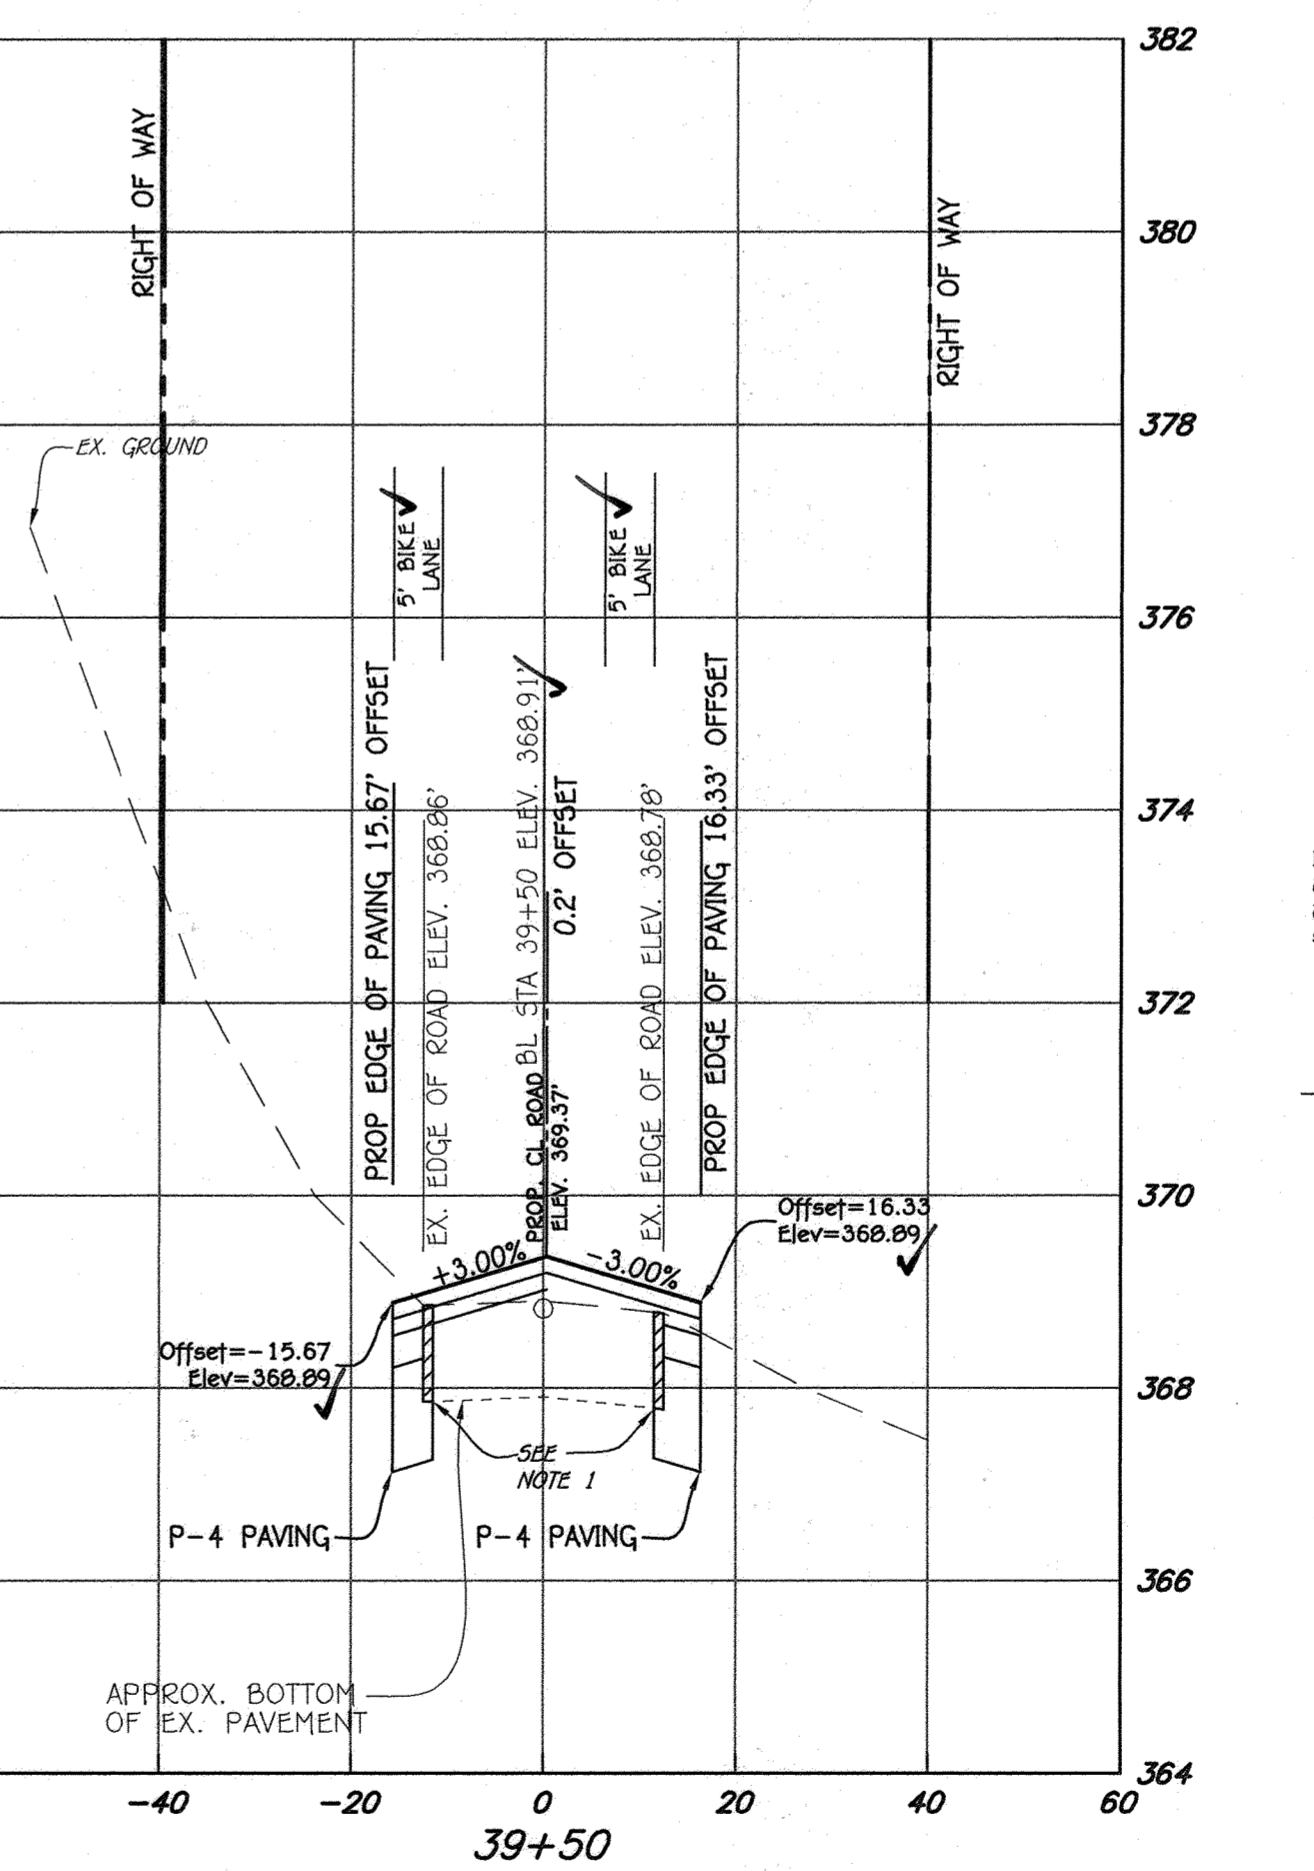 382
380
378
376
374
372
370
368
366
364
RIGHT OF WAY
RIGHT OF WAY
EX. GROUND
5' BIKE
LANE
5' BIKE
LANE
PROP EDGE OF PAVING 15.67' OFFSET
EX. EDGE OF ROAD ELEV. 368.86'
BL STA 39+50 ELEV. 368.91'
0.2' OFFSET
PROP. CL ROAD
ELEV. 369.37'
EX. EDGE OF ROAD ELEV. 368.78'
PROP EDGE OF PAVING 16.33' OFFSET
Offset=16.33
Elev=368.89
+3.00%
-3.00%
Offset=-15.67
Elev=368.89
SEE
NOTE 1
P-4 PAVING
P-4 PAVING
APPROX. BOTTOM
OF EX. PAVEMENT
-40
-20
0
20
40
60
39+50